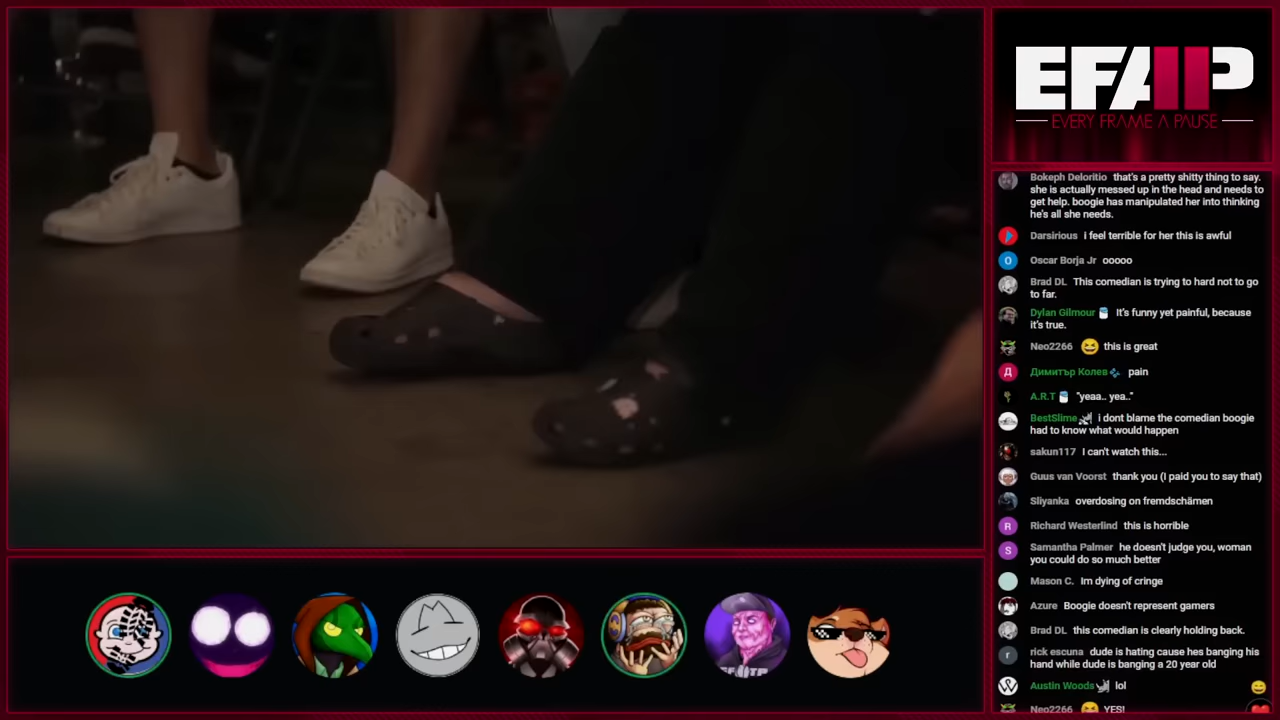 EFAP
EVERY FRAME A PAUSE
Bokeph Deloritio that's a pretty shitty thing to say.
she is actually messed up in the head and needs to
get help. boogie has manipulated her into thinking
he's all she needs.
Darsirious i feel terrible for her this is awful
O
Oscar Borja Jr ooooo
Brad DL This comedian is trying to hard not to go
to far.
Dylan Gilmour It's funny yet painful, because
it's true.
Neo2266 this is great
Д
Димитър Колев pain
A.R.T "yeaa.. yea.."
BestSlime i dont blame the comedian boogie
had to know what would happen
sakun117 I can't watch this...
Guus van Voorst thank you (I paid you to say that)
Sliyanka overdosing on fremdschämen
R
Richard Westerlind this is horrible
S
Samantha Palmer he doesn't judge you, woman
you could do so much better
Mason C. Im dying of cringe
Azure Boogie doesn't represent gamers
Brad DL this comedian is clearly holding back.
r
rick escuna dude is hating cause hes banging his
hand while dude is banging a 20 year old
Austin Woods lol
Neo2266 YES!
EFTP